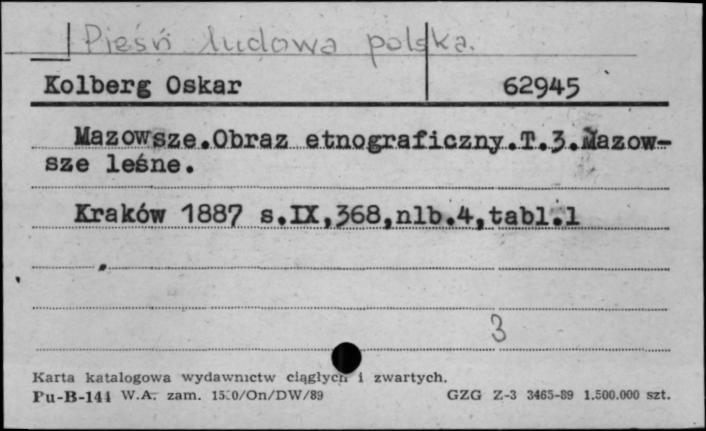 Pieśń ludowa polska.
Kolberg Oskar 62945
Mazowsze.Obraz etnograficzny.T.3.Mazow-
sze leśne.
Kraków 1887 s.IX,368,nlb.4,tabl.1
3
Karta katalogowa wydawnictw ciągłych i zwartych.
Pu-B-144 W.A. zam. /On/DW/89 GZG Z-3 3465-89 1.500.000 szt.